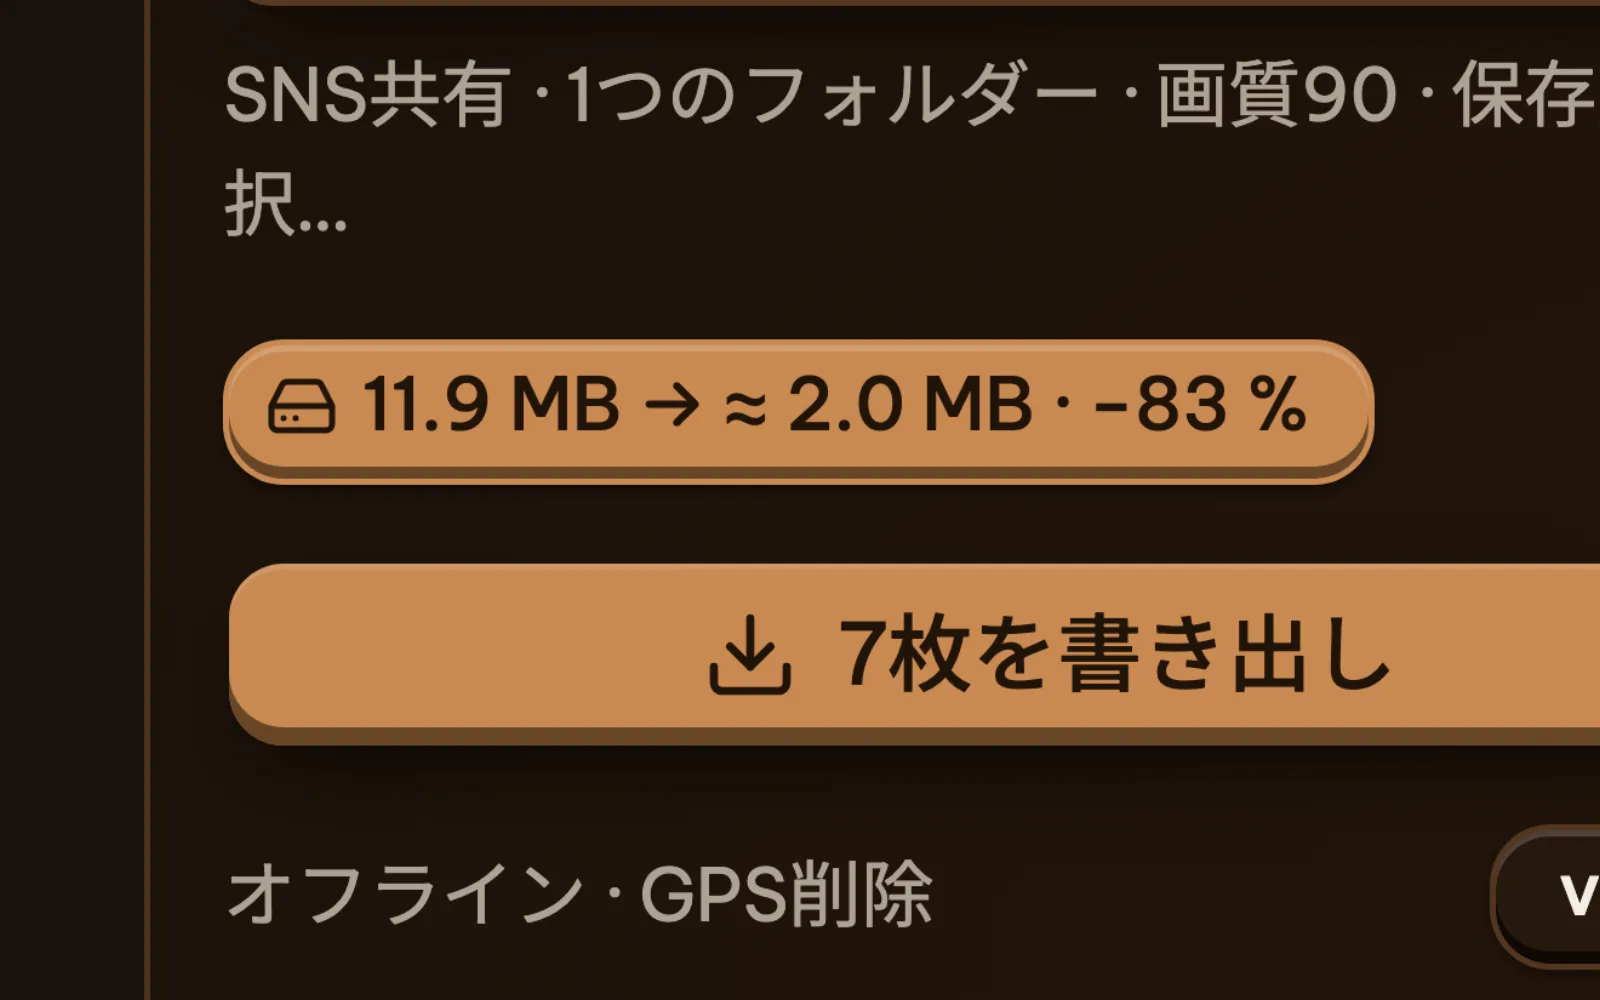 SNS共有 · 1つのフォルダー · 画質90 · 保存
択...
11.9 MB → ≈ 2.0 MB · −83 %
7枚を書き出し
オフライン · GPS削除